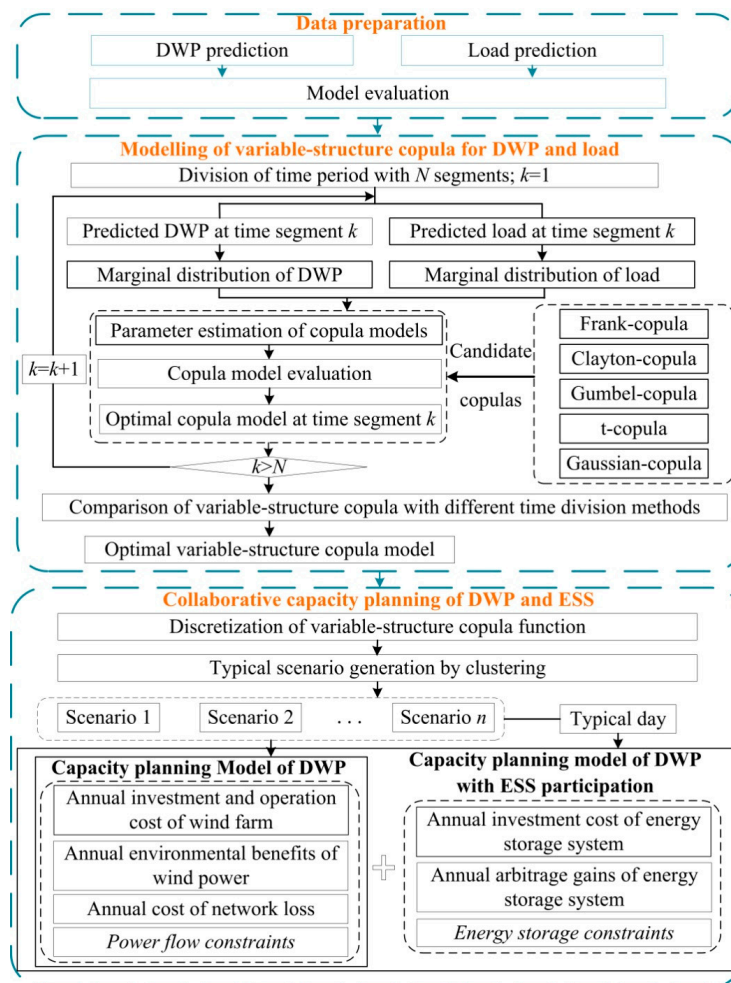 Data preparation
DWP prediction
Load prediction
Model evaluation
Modelling of variable-structure copula for DWP and load
Division of time period with N segments; k=1
Predicted DWP at time segment k
Predicted load at time segment k
Marginal distribution of DWP
Marginal distribution of load
Parameter estimation of copula models
Copula model evaluation
Optimal copula model at time segment k
k=k+1
Candidate
copulas
Frank-copula
Clayton-copula
Gumbel-copula
t-copula
Gaussian-copula
k>N
Comparison of variable-structure copula with different time division methods
Optimal variable-structure copula model
Collaborative capacity planning of DWP and ESS
Discretization of variable-structure copula function
Typical scenario generation by clustering
Scenario 1
Scenario 2
. . .
Scenario n
Typical day
Capacity planning Model of DWP
Annual investment and operation
cost of wind farm
Annual environmental benefits of
wind power
Annual cost of network loss
Power flow constraints
Capacity planning model of DWP
with ESS participation
Annual investment cost of energy
storage system
Annual arbitrage gains of energy
storage system
Energy storage constraints